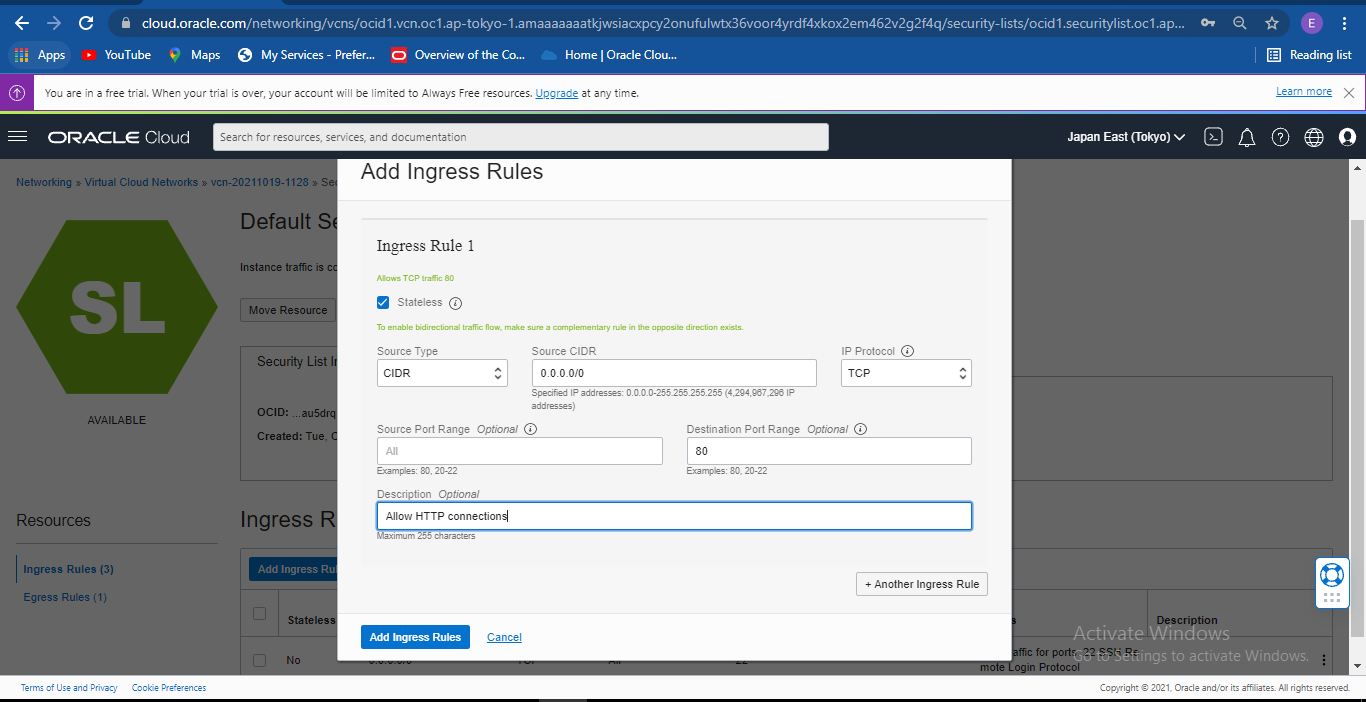 cloud.oracle.com/networking/vcns/ocid1.vcn.oc1.ap-tokyo-1.amaaaaaaatkjwsiacxpcy2onufulwtx36voor4yrdf4xkox2em462v2g2f4q/security-lists/ocid1.securitylist.oc1.ap...
E
Apps YouTube Maps My Services - Prefer... Overview of the Co... Home | Oracle Clou... Reading list
You are in a free trial. When your trial is over, your account will be limited to Always Free resources. Upgrade at any time. Learn more
ORACLE Cloud Search for resources, services, and documentation Japan East (Tokyo)
Networking » Virtual Cloud Networks » vcn-20211019-1128 »
Add Ingress Rules
SL
AVAILABLE
Default
Instance traffic is
Move Resource
Security List
OCID: ...au5drq
Created: Tue,
Ingress Rule 1
Allows TCP traffic 80
Stateless
To enable bidirectional traffic flow, make sure a complementary rule in the opposite direction exists.
Source Type Source CIDR IP Protocol
CIDR 0.0.0.0/0 TCP
Specified IP addresses: 0.0.0.0-255.255.255.255 (4,294,967,296 IP
addresses)
Source Port Range Optional Destination Port Range Optional
All 80
Examples: 80, 20-22 Examples: 80, 20-22
Description Optional
Allow HTTP connections
Maximum 255 characters
+ Another Ingress Rule
Add Ingress Rules Cancel
Resources
Ingress Rules (3)
Egress Rules (1)
Ingress R
Add Ingress Rul
Stateless Description
No 22 affic for ports: 22 SSH Re
mote Login Protocol
Activate Windows
Go to Settings to activate Windows.
Terms of Use and Privacy Cookie Preferences Copyright © 2021, Oracle and/or its affiliates. All rights reserved.